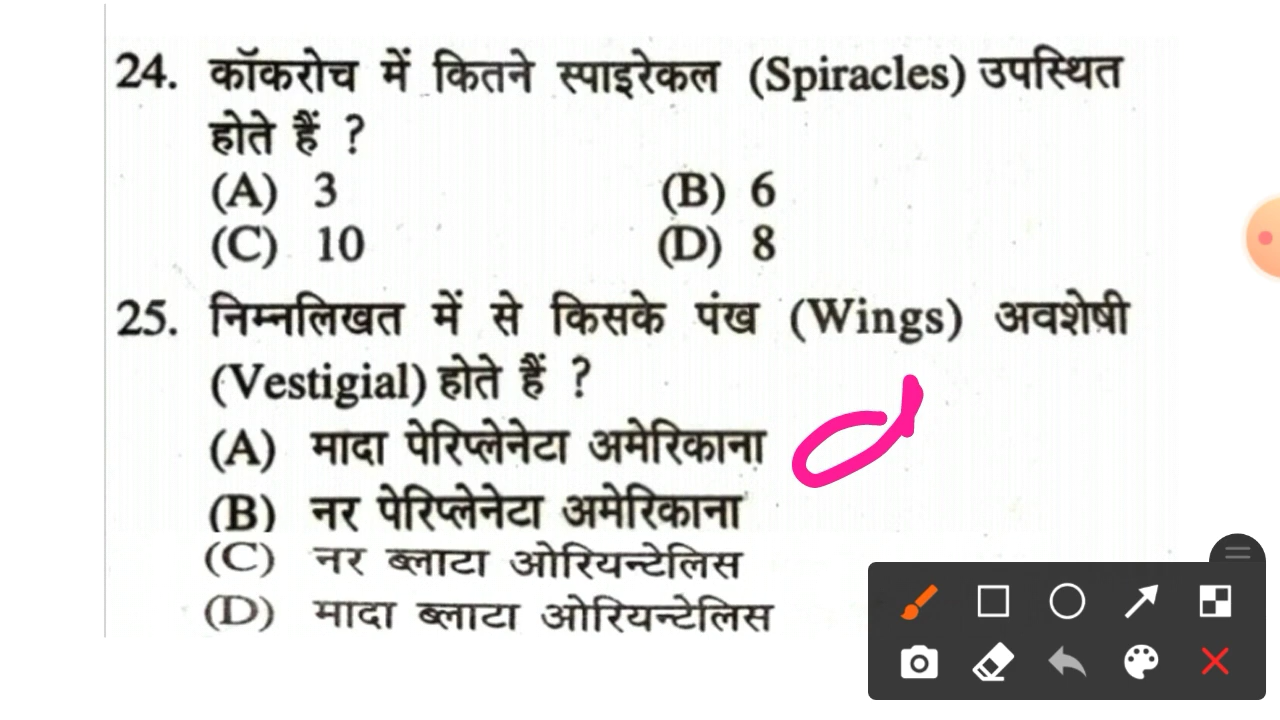 24. कॉकरोच में कितने स्पाइरेकल (Spiracles) उपस्थित
होते हैं ?
(A) 3 (B) 6
(C) 10 (D) 8
25. निम्नलिखत में से किसके पंख (Wings) अवशेषी
(Vestigial) होते हैं ?
(A) मादा पेरिप्लेनेटा अमेरिकाना
(B) नर पेरिप्लेनेटा अमेरिकाना
(C) नर ब्लाटा ओरियन्टेलिस
(D) मादा ब्लाटा ओरियन्टेलिस